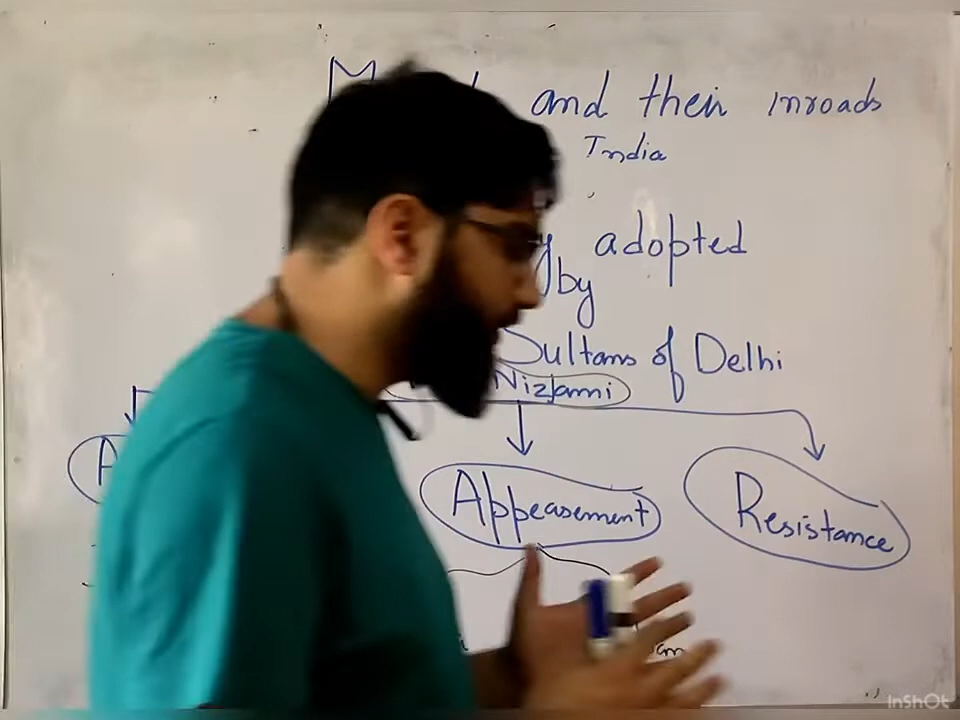 and their inroads
India
adopted
by
Sultans of Delhi
Nizami
Appeasement
Resistance
InShOt